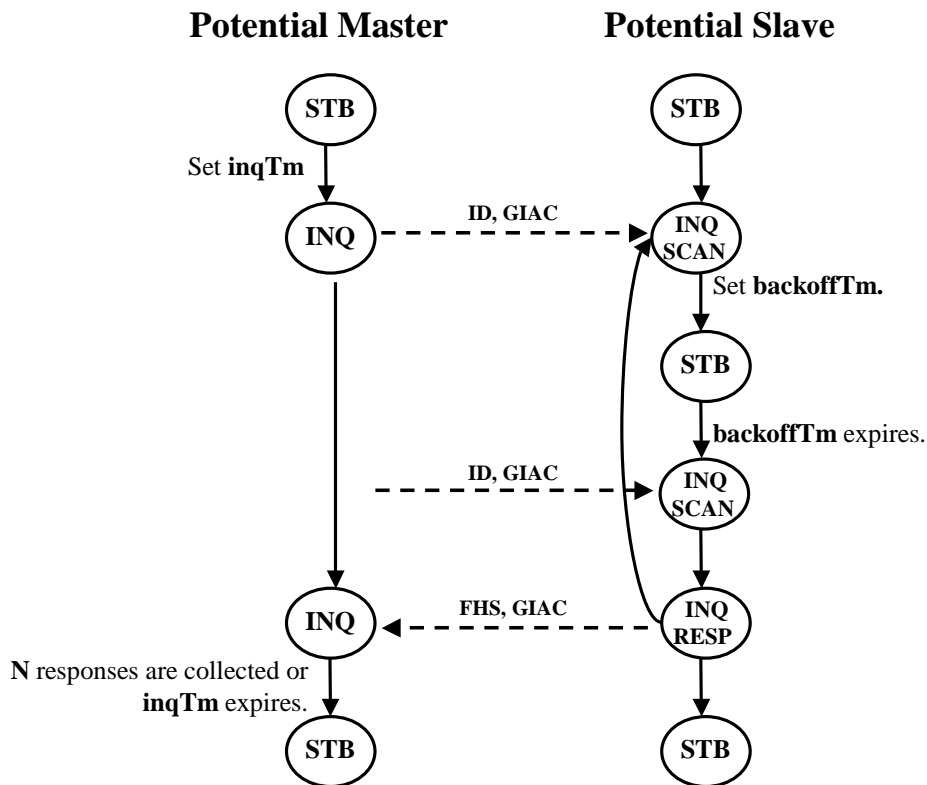 Potential Master
Potential Slave
STB
STB
Set inqTm
INQ
ID, GIAC
INQ
SCAN
Set backoffTm.
STB
backoffTm expires.
ID, GIAC
INQ
SCAN
INQ
FHS, GIAC
INQ
RESP
N responses are collected or
inqTm expires.
STB
STB